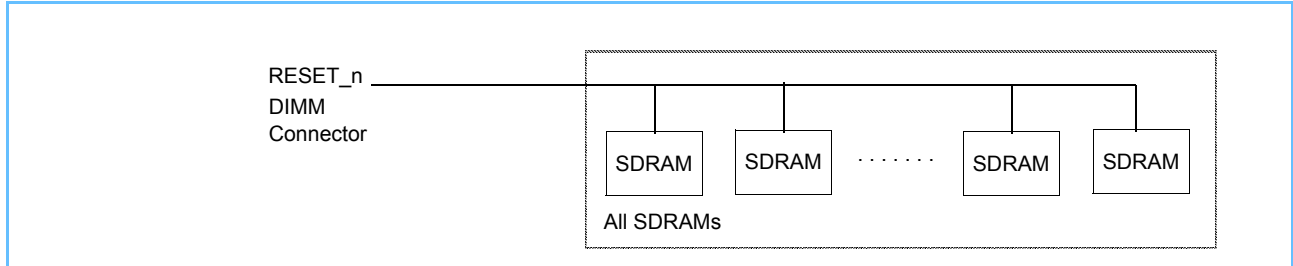 RESET_n
DIMM
Connector
SDRAM
SDRAM
.......
SDRAM
SDRAM
All SDRAMs